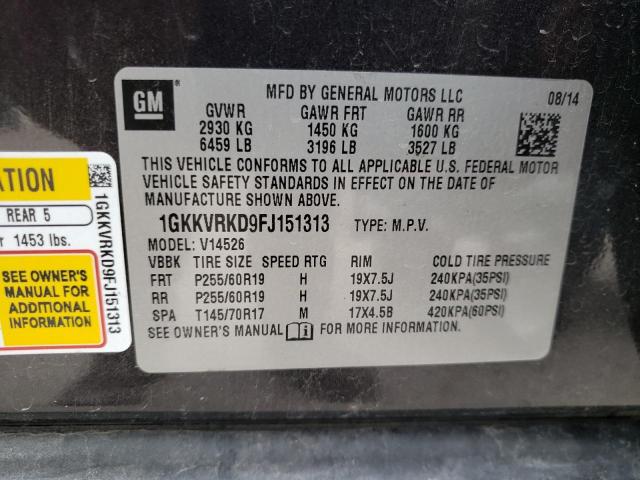 ATION
REAR 5
1453 lbs.
SEE OWNER'S
MANUAL FOR
ADDITIONAL
INFORMATION
1GKKVRKD9FJ151313
GM
MFD BY GENERAL MOTORS LLC 08/14
GVWR GAWR FRT GAWR RR
2930 KG 1450 KG 1600 KG
6459 LB 3196 LB 3527 LB
THIS VEHICLE CONFORMS TO ALL APPLICABLE U.S. FEDERAL MOTOR
VEHICLE SAFETY STANDARDS IN EFFECT ON THE DATE OF
MANUFACTURE SHOWN ABOVE.
1GKKVRKD9FJ151313 TYPE: M.P.V.
MODEL: V14526
VBBK TIRE SIZE SPEED RTG RIM COLD TIRE PRESSURE
FRT P255/60R19 H 19X7.5J 240KPA(35PSI)
RR P255/60R19 H 19X7.5J 240KPA(35PSI)
SPA T145/70R17 M 17X4.5B 420KPA(60PSI)
SEE OWNER'S MANUAL FOR MORE INFORMATION.